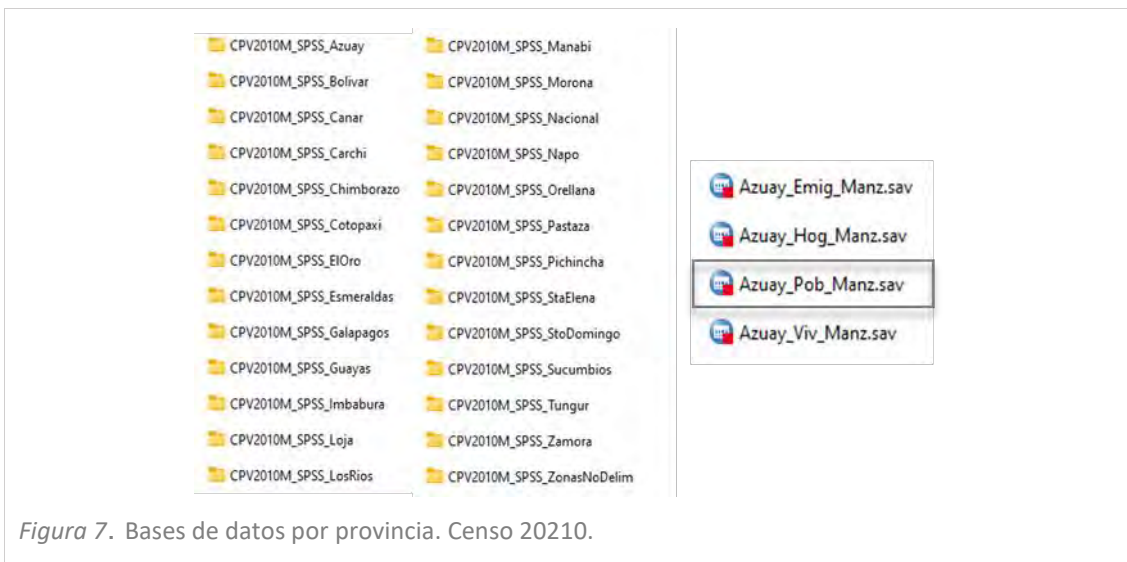 CPV2010M_SPSS_Azuay
CPV2010M_SPSS_Bolivar
CPV2010M_SPSS_Canar
CPV2010M_SPSS_Carchi
CPV2010M_SPSS_Chimborazo
CPV2010M_SPSS_Cotopaxi
CPV2010M_SPSS_ElOro
CPV2010M_SPSS_Esmeraldas
CPV2010M_SPSS_Galapagos
CPV2010M_SPSS_Guayas
CPV2010M_SPSS_Imbabura
CPV2010M_SPSS_Loja
CPV2010M_SPSS_LosRios
CPV2010M_SPSS_Manabi
CPV2010M_SPSS_Morona
CPV2010M_SPSS_Nacional
CPV2010M_SPSS_Napo
CPV2010M_SPSS_Orellana
CPV2010M_SPSS_Pastaza
CPV2010M_SPSS_Pichincha
CPV2010M_SPSS_StaElena
CPV2010M_SPSS_StoDomingo
CPV2010M_SPSS_Sucumbios
CPV2010M_SPSS_Tungur
CPV2010M_SPSS_Zamora
CPV2010M_SPSS_ZonasNoDelim
Azuay_Emig_Manz.sav
Azuay_Hog_Manz.sav
Azuay_Pob_Manz.sav
Azuay_Viv_Manz.sav
Figura 7. Bases de datos por provincia. Censo 20210.